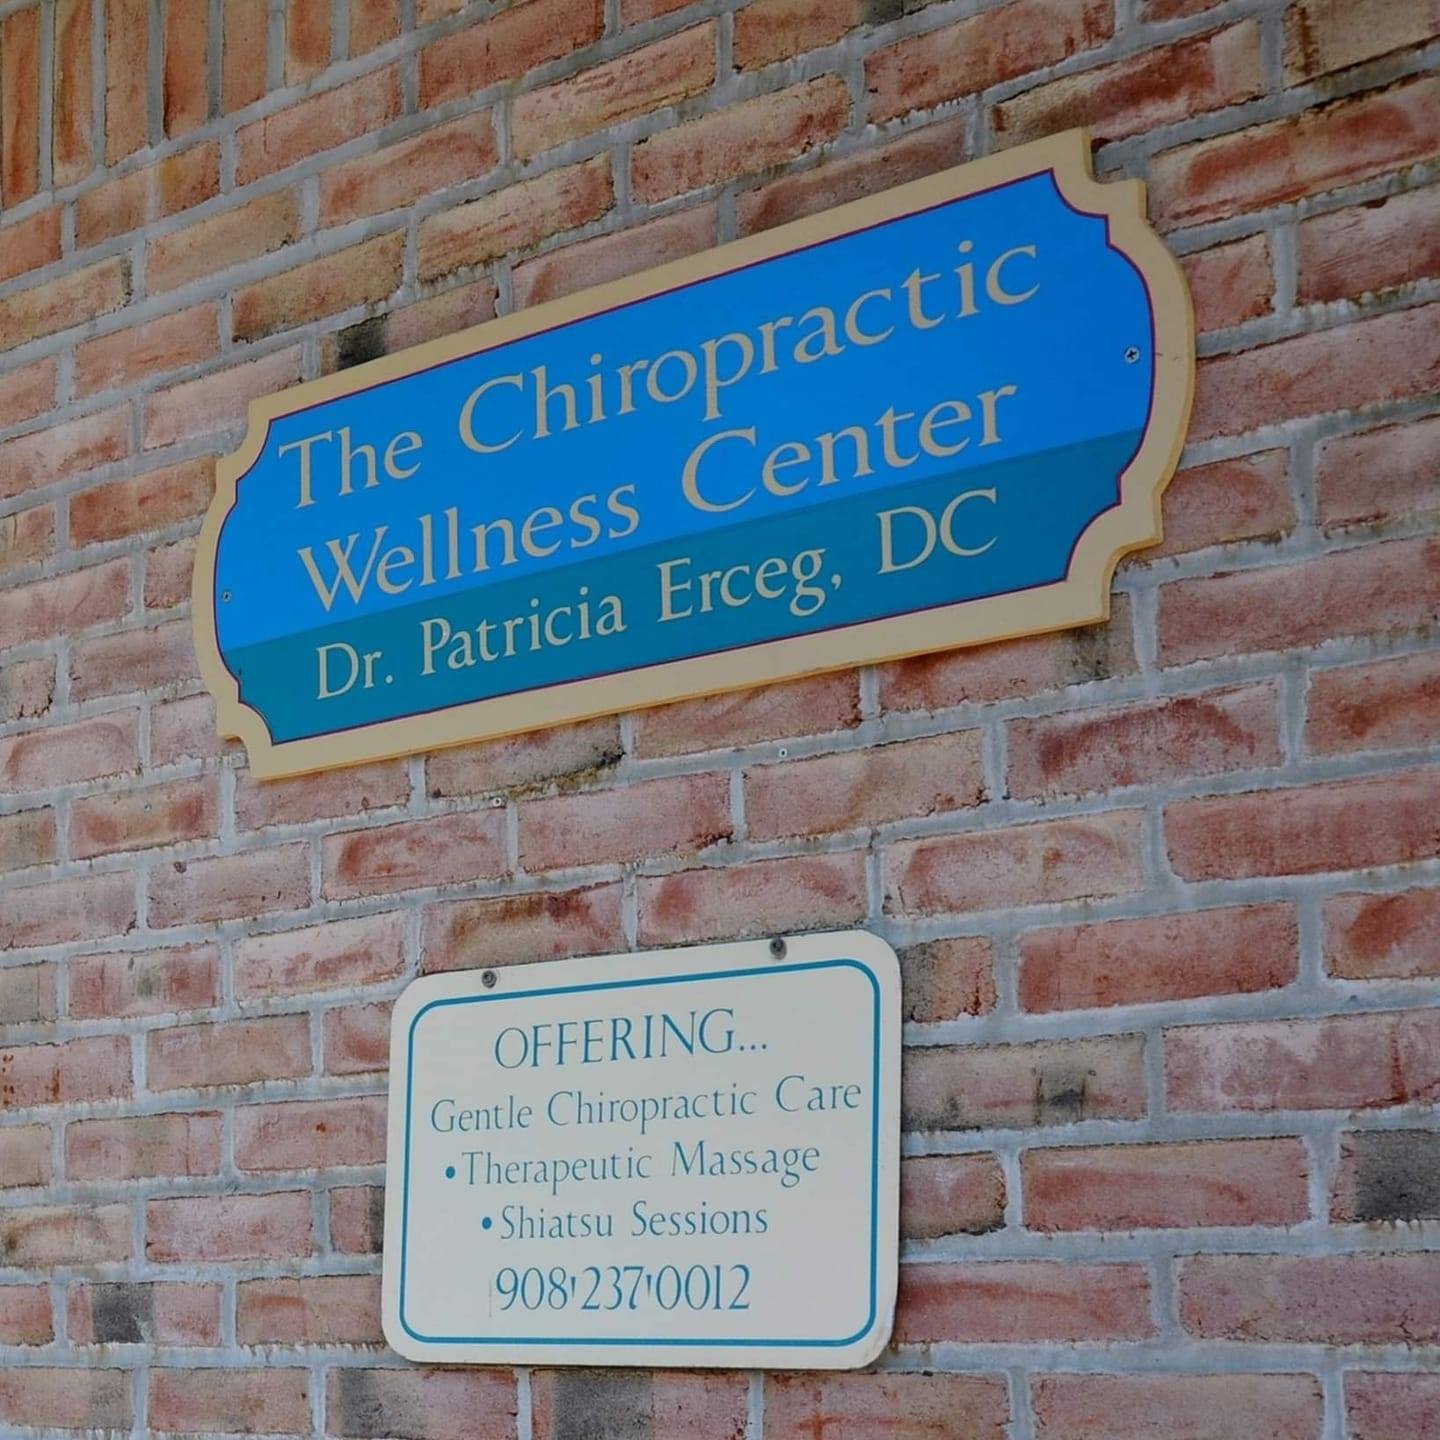 The Chiropractic
Wellness Center
Dr. Patricia Erceg, DC
OFFERING...
Gentle Chiropractic Care
•Therapeutic Massage
•Shiatsu Sessions
908'237'0012